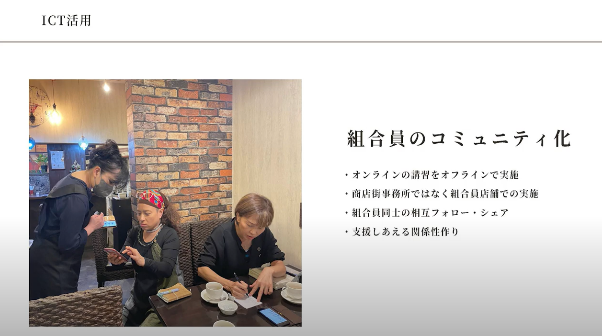 ICT活用
組合員のコミュニティ化
・オンラインの講習をオフラインで実施
・商店街事務所ではなく組合員店舗での実施
・組合員同士の相互フォロー・シェア
・支援しあえる関係性作り